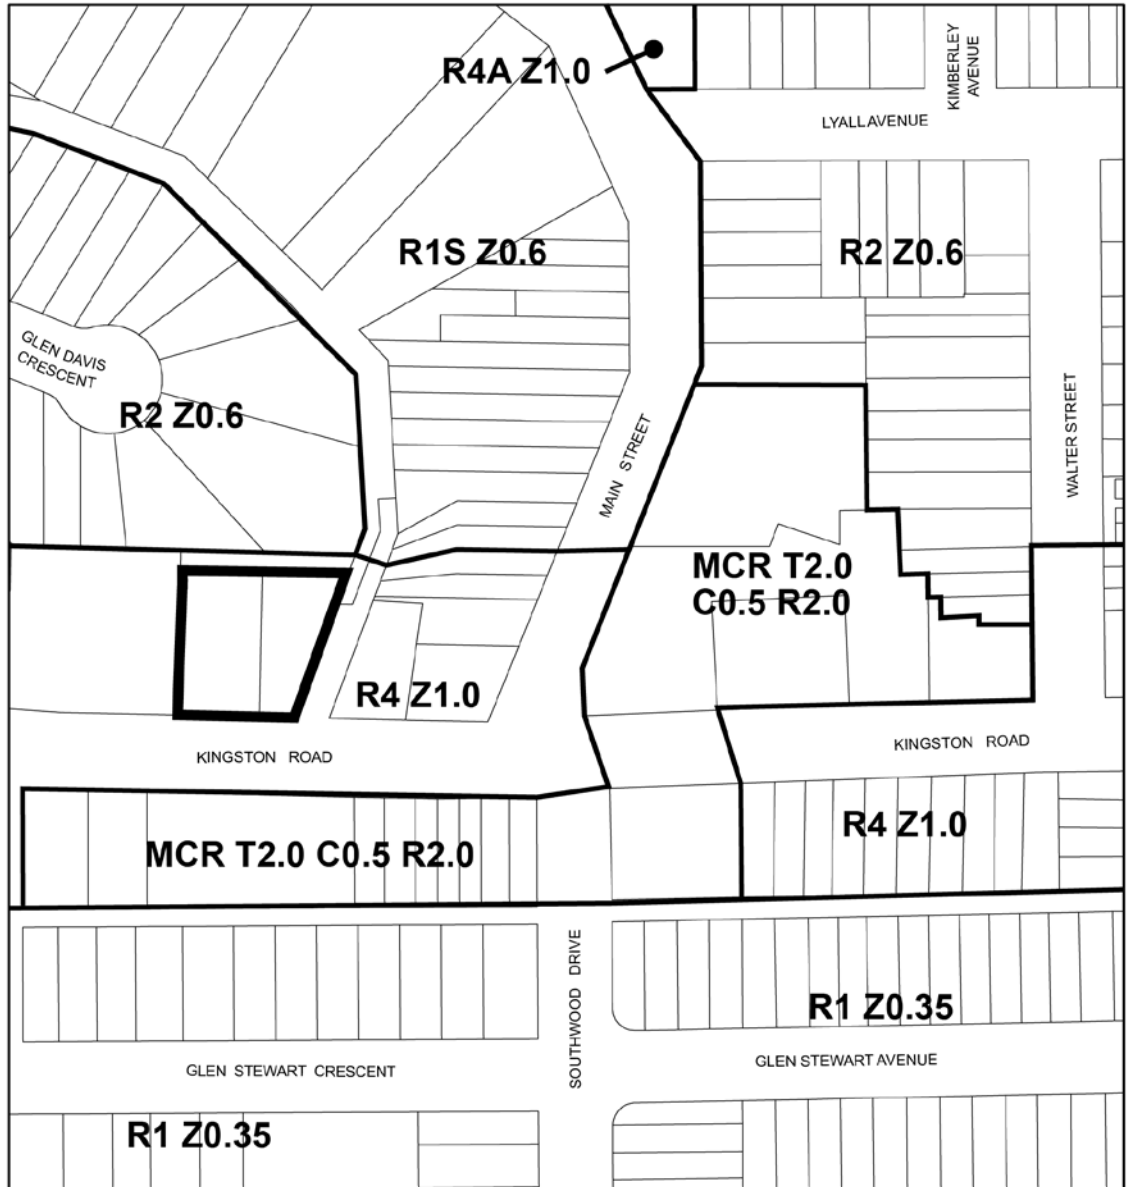 R4A Z1.0
KIMBERLEY
AVENUE
LYALL AVENUE
R1S Z0.6
R2 Z0.6
GLEN DAVIS
CRESCENT
R2 Z0.6
MAIN STREET
WALTER STREET
MCR T2.0
C0.5 R2.0
R4 Z1.0
KINGSTON ROAD
KINGSTON ROAD
MCR T2.0 C0.5 R2.0
R4 Z1.0
SOUTHWOOD DRIVE
R1 Z0.35
GLEN STEWART CRESCENT
GLEN STEWART AVENUE
R1 Z0.35